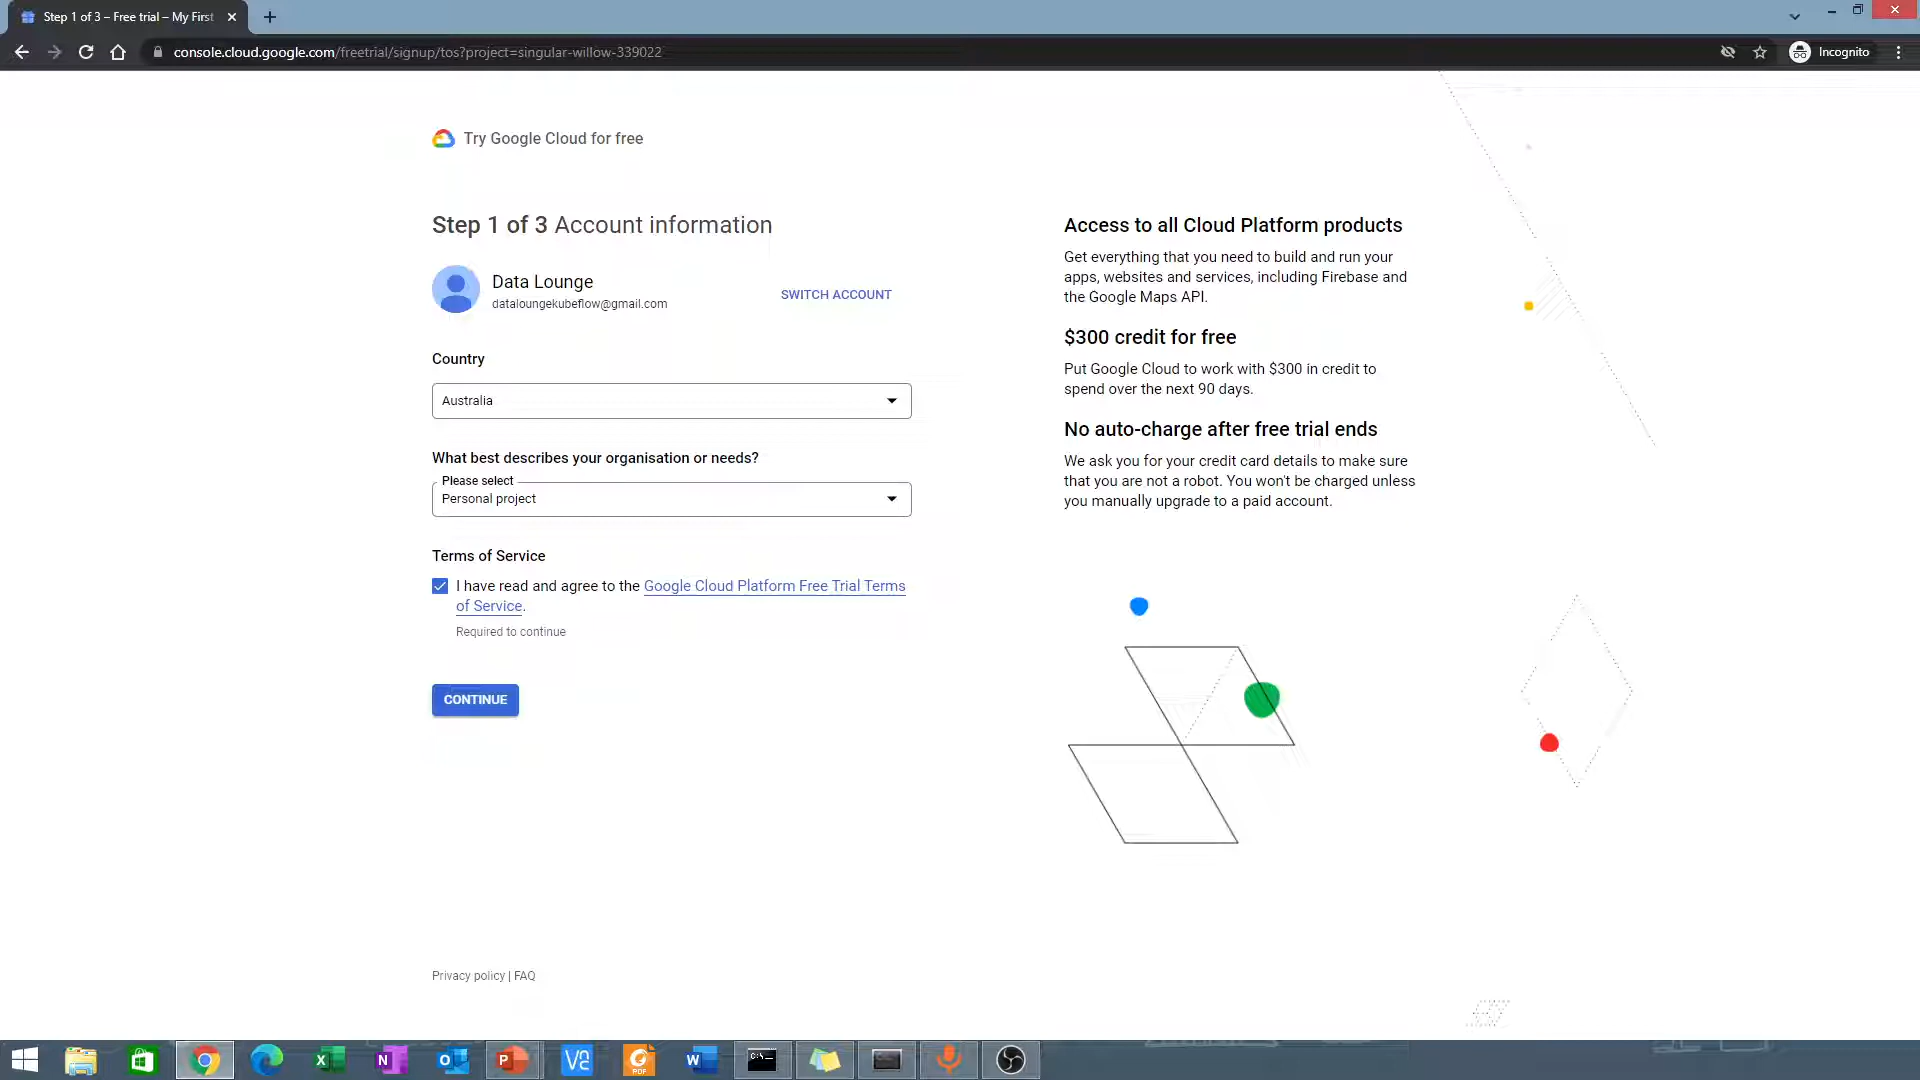 Step 1 of 3 – Free trial – My First
console.cloud.google.com/freetrial/signup/tos?project=singular-willow-339022
Incognito
Try Google Cloud for free
Step 1 of 3 Account information
Data Lounge
dataloungekubeflow@gmail.com
SWITCH ACCOUNT
Country
Australia
What best describes your organisation or needs?
Please select
Personal project
Terms of Service
I have read and agree to the Google Cloud Platform Free Trial Terms
of Service.
Required to continue
CONTINUE
Access to all Cloud Platform products
Get everything that you need to build and run your
apps, websites and services, including Firebase and
the Google Maps API.
$300 credit for free
Put Google Cloud to work with $300 in credit to
spend over the next 90 days.
No auto-charge after free trial ends
We ask you for your credit card details to make sure
that you are not a robot. You won't be charged unless
you manually upgrade to a paid account.
Privacy policy | FAQ